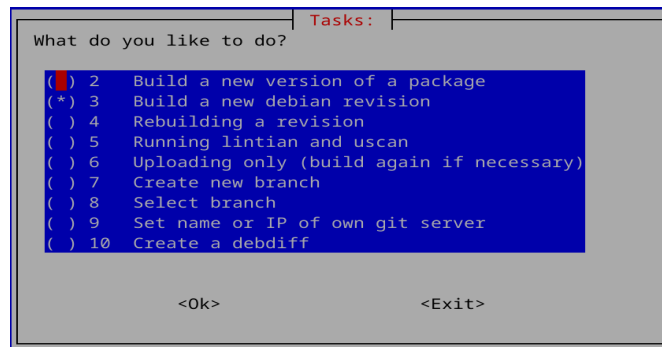 Tasks:
What do you like to do?
( ) 2 Build a new version of a package
(*) 3 Build a new debian revision
( ) 4 Rebuilding a revision
( ) 5 Running lintian and uscan
( ) 6 Uploading only (build again if necessary)
( ) 7 Create new branch
( ) 8 Select branch
( ) 9 Set name or IP of own git server
( ) 10 Create a debdiff
<Ok> <Exit>